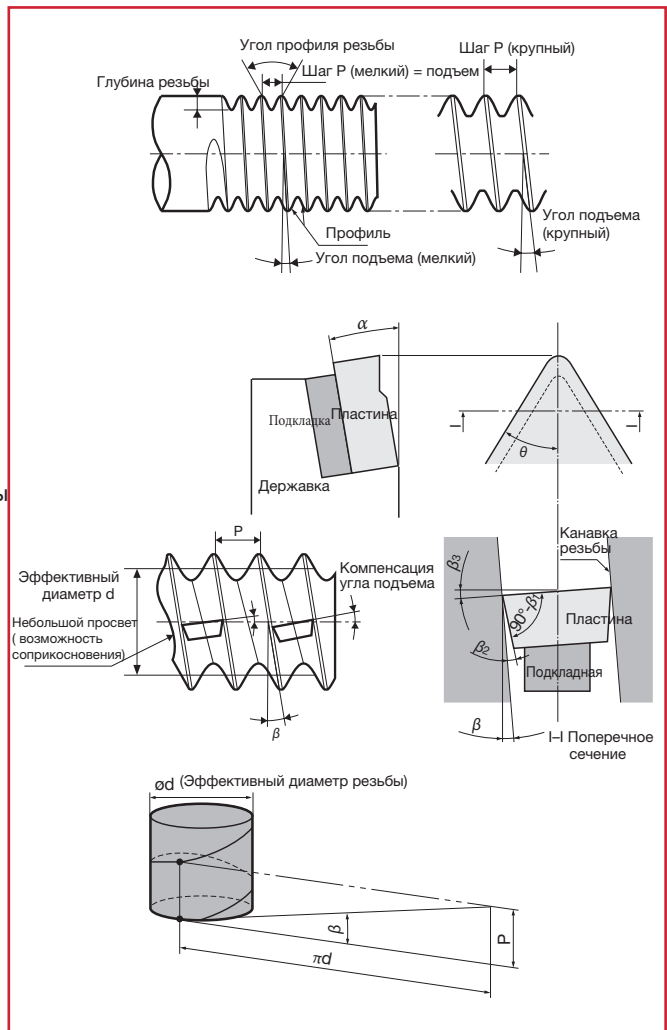 Угол профиля резьбы
Шаг P (крупный)
Шаг P (мелкий) = подъем
Глубина резьбы
Угол подъема
(крупный)
Профиль
Угол подъема (мелкий)
α
Подкладка
Пластина
I
I
θ
Державка
ы
P
Канавка
резьбы
Эффективный
диаметр d
Компенсация
угла подъема
β3
Небольшой просвет
( возможность
соприкосновения)
90°-β1
Пластина
β2
Подкладная
β
β
I–I Поперечное
сечение
ød (Эффективный диаметр резьбы)
β
P
πd